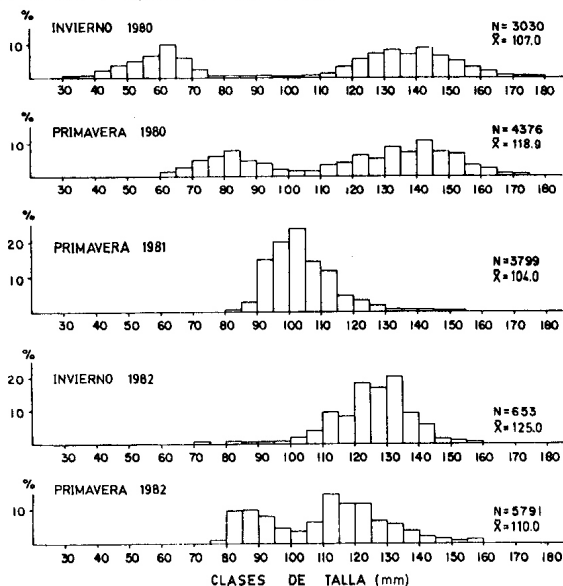 %
INVIERNO 1980
N=3030
X̄=107.0
10
30 40 50 60 70 80 90 100 110 120 130 140 150 160 170 180
%
PRIMAVERA 1980
N=4376
X̄=118.9
10
30 40 50 60 70 80 90 100 110 120 130 140 150 160 170 180
%
PRIMAVERA 1981
N=3799
X̄=104.0
20
10
30 40 50 60 70 80 90 100 110 120 130 140 150 160 170 180
%
INVIERNO 1982
N=653
X̄=125.0
20
10
30 40 50 60 70 80 90 100 110 120 130 140 150 160 170 180
%
PRIMAVERA 1982
N=5791
X̄=110.0
10
30 40 50 60 70 80 90 100 110 120 130 140 150 160 170 180
CLASES DE TALLA (mm)